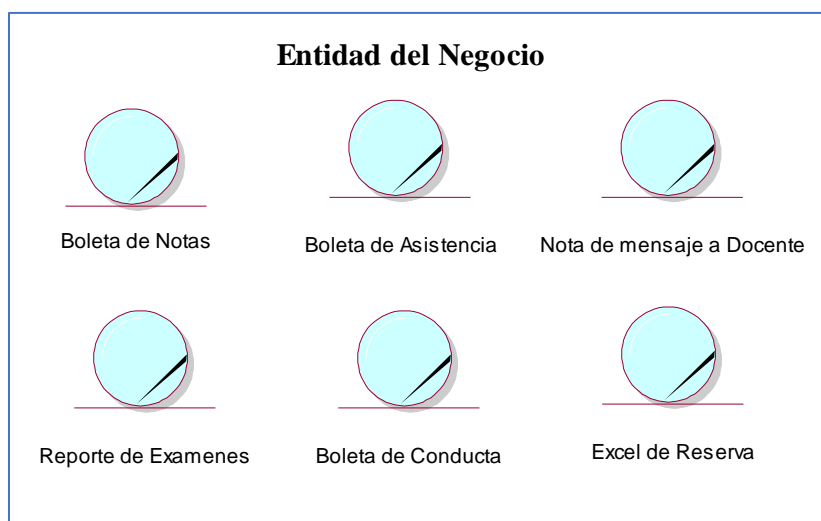 Entidad del Negocio
Boleta de Notas
Boleta de Asistencia
Nota de mensaje a Docente
Reporte de Examenes
Boleta de Conducta
Excel de Reserva